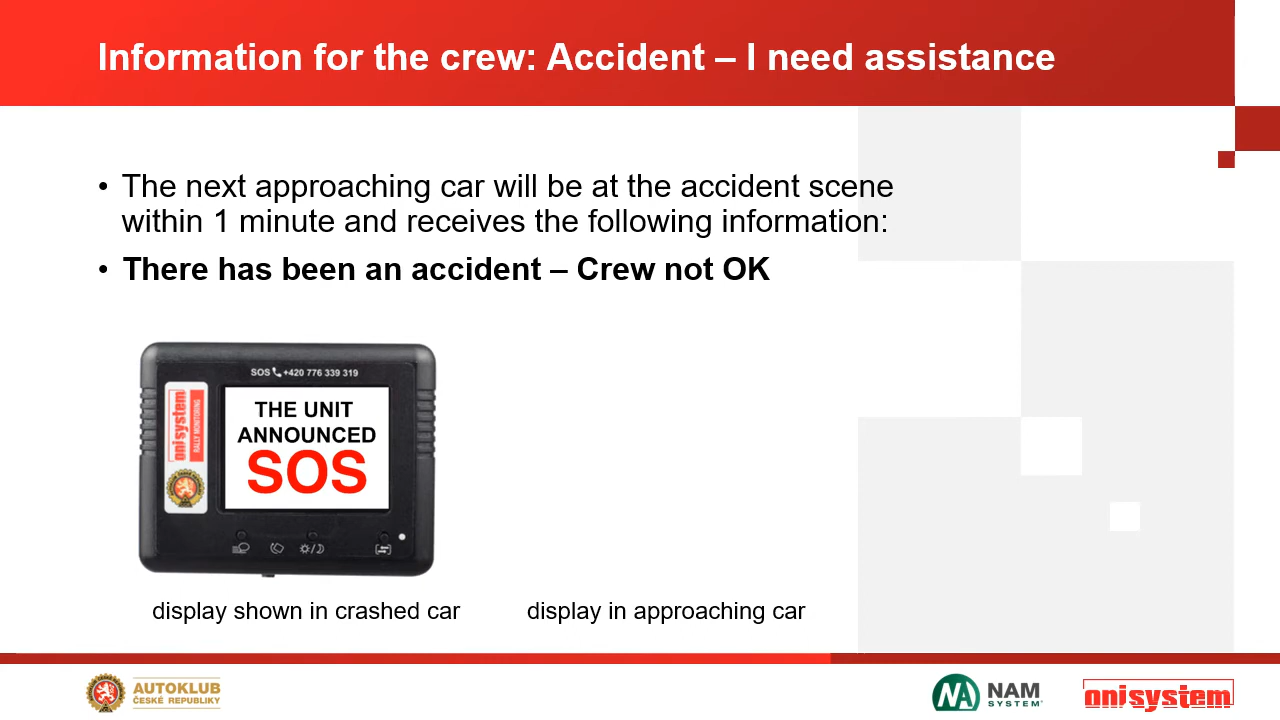 Information for the crew: Accident – I need assistance
• The next approaching car will be at the accident scene
within 1 minute and receives the following information:
• There has been an accident – Crew not OK
SOS +420 776 339 319
onisystem
RALLY MONITORING
THE UNIT
ANNOUNCED
SOS
display shown in crashed car
display in approaching car
AUTOKLUB
ČESKÉ REPUBLIKY
NAM
SYSTEM
onisystem